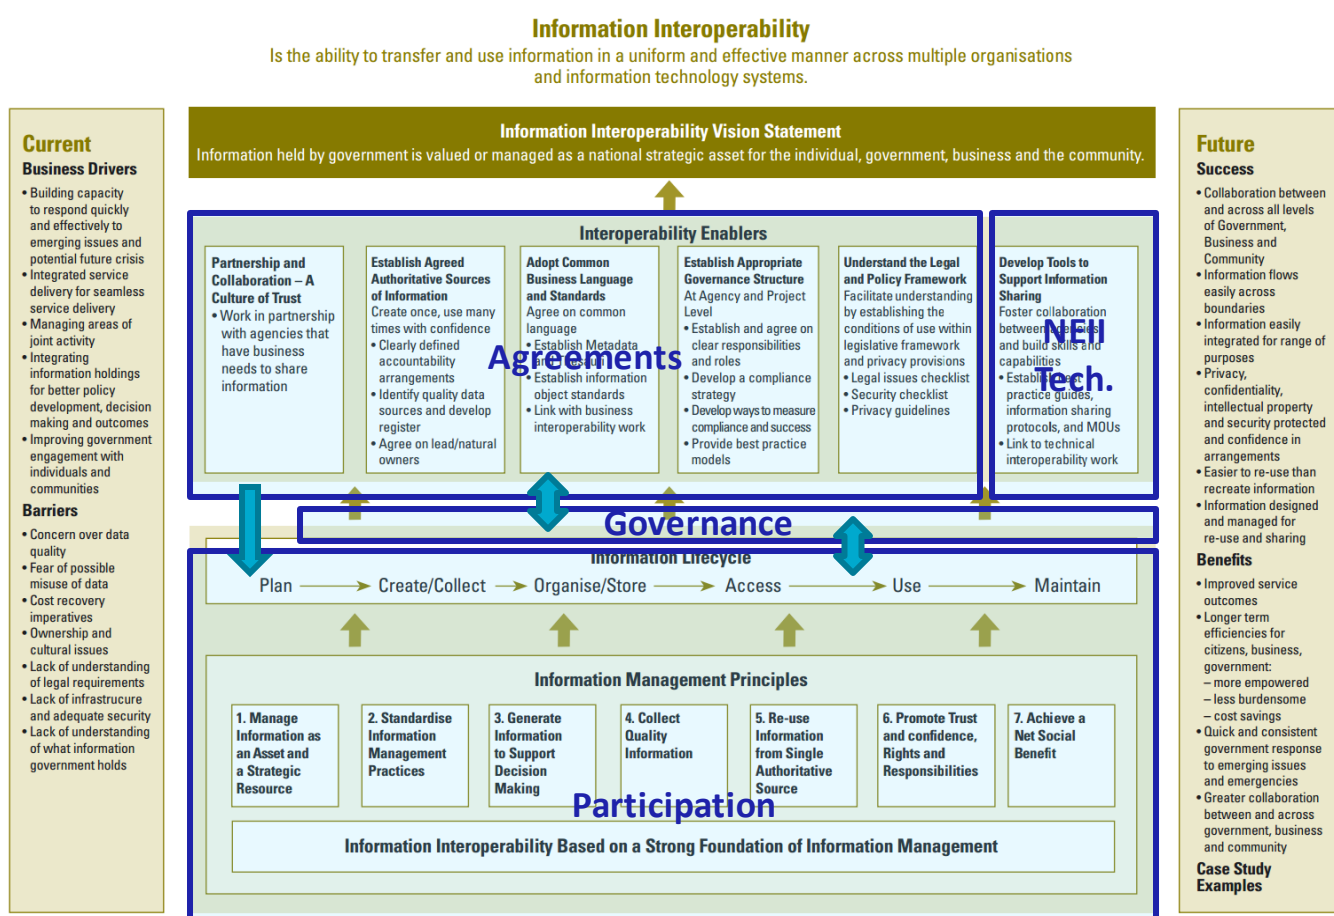 Information Interoperability
Is the ability to transfer and use information in a uniform and effective manner across multiple organisations
and information technology systems.
Current
Business Drivers
• Building capacity
to respond quickly
and effectively to
emerging issues and
potential future crisis
• Integrated service
delivery for seamless
service delivery
• Managing areas of
joint activity
• Integrating
information holdings
for better policy
development, decision
making and outcomes
• Improving government
engagement with
individuals and
communities
Barriers
• Concern over data
quality
• Fear of possible
misuse of data
• Cost recovery
imperatives
• Ownership and
cultural issues
• Lack of understanding
of legal requirements
• Lack of infrastrucure
and adequate security
• Lack of understanding
of what information
government holds
Information Interoperability Vision Statement
Information held by government is valued or managed as a national strategic asset for the individual, government, business and the community.
Interoperability Enablers
Partnership and
Collaboration – A
Culture of Trust
• Work in partnership
with agencies that
have business
needs to share
information
Establish Agreed
Authoritative Sources
of Information
Create once, use many
times with confidence
• Clearly defined
accountability
arrangements
• Identify quality data
sources and develop
register
• Agree on lead/natural
owners
Adopt Common
Business Language
and Standards
Agree on common
language
• Establish Metadata
and Thesauri
• Establish information
object standards
• Link with business
interoperability work
Establish Appropriate
Governance Structure
At Agency and Project
Level
• Establish and agree on
clear responsibilities
and roles
• Develop a compliance
strategy
• Develop ways to measure
compliance and success
• Provide best practice
models
Understand the Legal
and Policy Framework
Facilitate understanding
by establishing the
conditions of use within
legislative framework
and privacy provisions
• Legal issues checklist
• Security checklist
• Privacy guidelines
Develop Tools to
Support Information
Sharing
Foster collaboration
between agencies
and build skills and
capabilities
• Establish best
practice guides,
information sharing
protocols, and MOUs
• Link to technical
interoperability work
Agreements
NEII
Tech.
Governance
Information Lifecycle
Plan Create/Collect Organise/Store Access Use Maintain
Information Management Principles
1. Manage
Information as
an Asset and
a Strategic
Resource
2. Standardise
Information
Management
Practices
3. Generate
Information
to Support
Decision
Making
4. Collect
Quality
Information
5. Re-use
Information
from Single
Authoritative
Source
6. Promote Trust
and confidence,
Rights and
Responsibilities
7. Achieve a
Net Social
Benefit
Participation
Information Interoperability Based on a Strong Foundation of Information Management
Future
Success
• Collaboration between
and across all levels
of Government,
Business and
Community
• Information flows
easily across
boundaries
• Information easily
integrated for range of
purposes
• Privacy,
confidentiality,
intellectual property
and security protected
and confidence in
arrangements
• Easier to re-use than
recreate information
• Information designed
and managed for
re-use and sharing
Benefits
• Improved service
outcomes
• Longer term
efficiencies for
citizens, business,
government:
– more empowered
– less burdensome
– cost savings
• Quick and consistent
government response
to emerging issues
and emergencies
• Greater collaboration
between and across
government, business
and community
Case Study
Examples